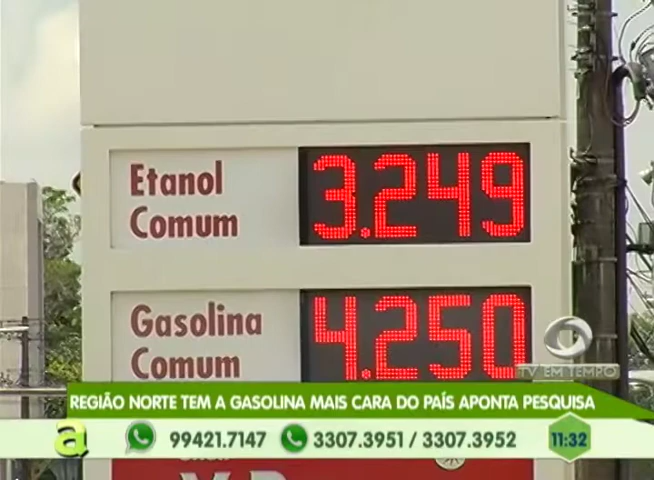 Etanol
Comum
3.249
Gasolina
Comum
4.250
TV EM TEMPO
REGIÃO NORTE TEM A GASOLINA MAIS CARA DO PAÍS APONTA PESQUISA
a
99421.7147
3307.3951 / 3307.3952
11:32